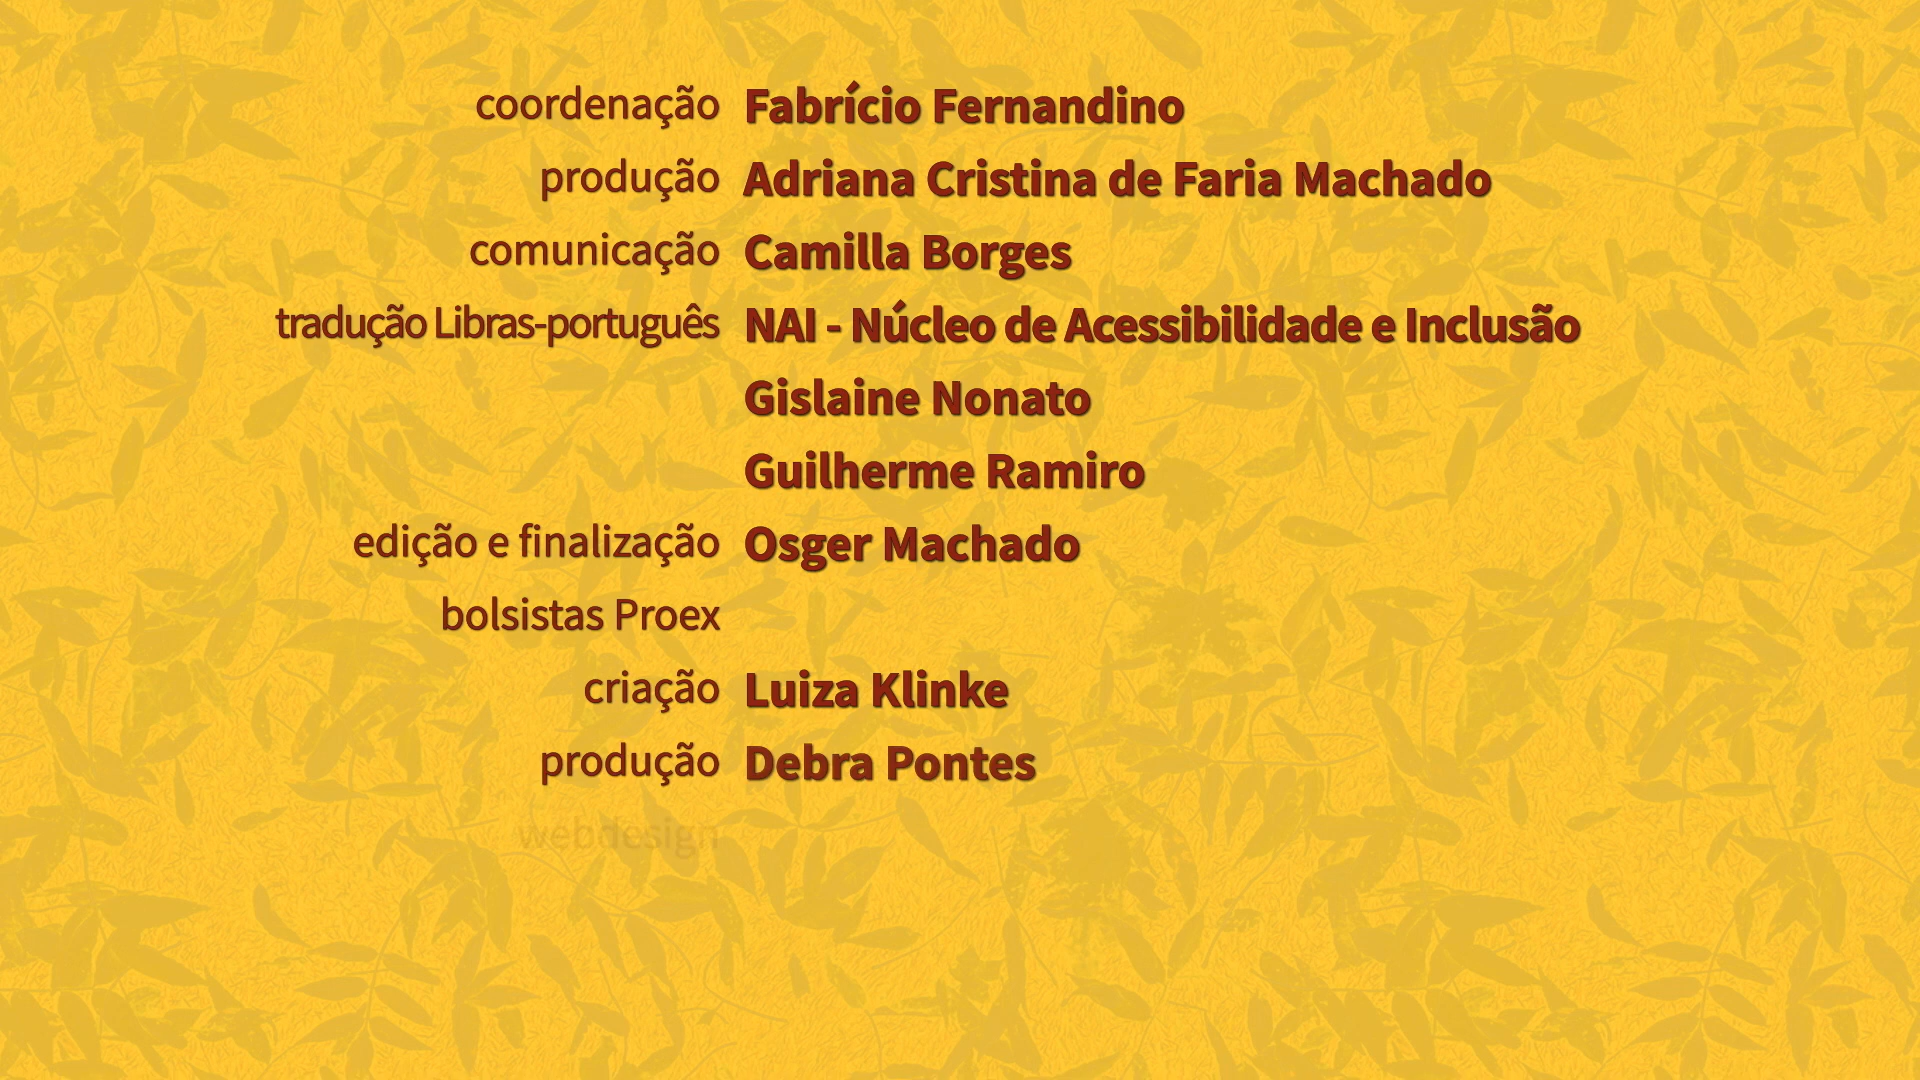 coordenação Fabrício Fernandino
produção Adriana Cristina de Faria Machado
comunicação Camilla Borges
tradução Libras-português NAI - Núcleo de Acessibilidade e Inclusão
Gislaine Nonato
Guilherme Ramiro
edição e finalização Osger Machado
bolsistas Proex
criação Luiza Klinke
produção Debra Pontes
webdesign